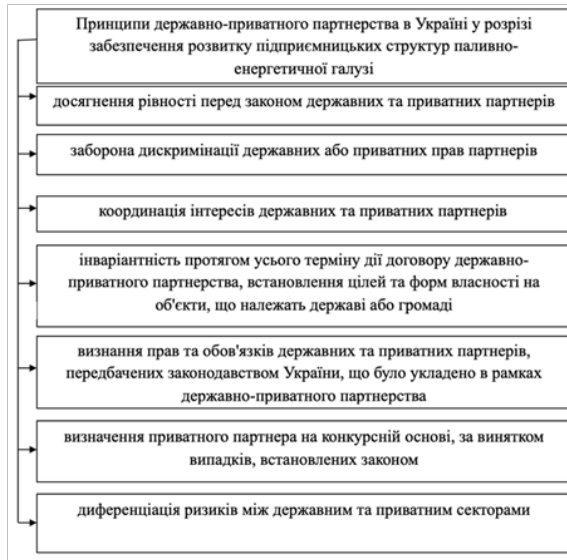 Принципи державно-приватного партнерства в Україні у розрізі
забезпечення розвитку підприємницьких структур паливно-
енергетичної галузі
досягнення рівності перед законом державних та приватних партнерів
заборона дискримінації державних або приватних прав партнерів
координація інтересів державних та приватних партнерів
інваріантність протягом усього терміну дії договору державно-
приватного партнерства, встановлення цілей та форм власності на
об'єкти, що належать державі або громаді
визнання прав та обов'язків державних та приватних партнерів,
передбачених законодавством України, що було укладено в рамках
державно-приватного партнерства
визначення приватного партнера на конкурсній основі, за винятком
випадків, встановлених законом
диференціація ризиків між державним та приватним секторами